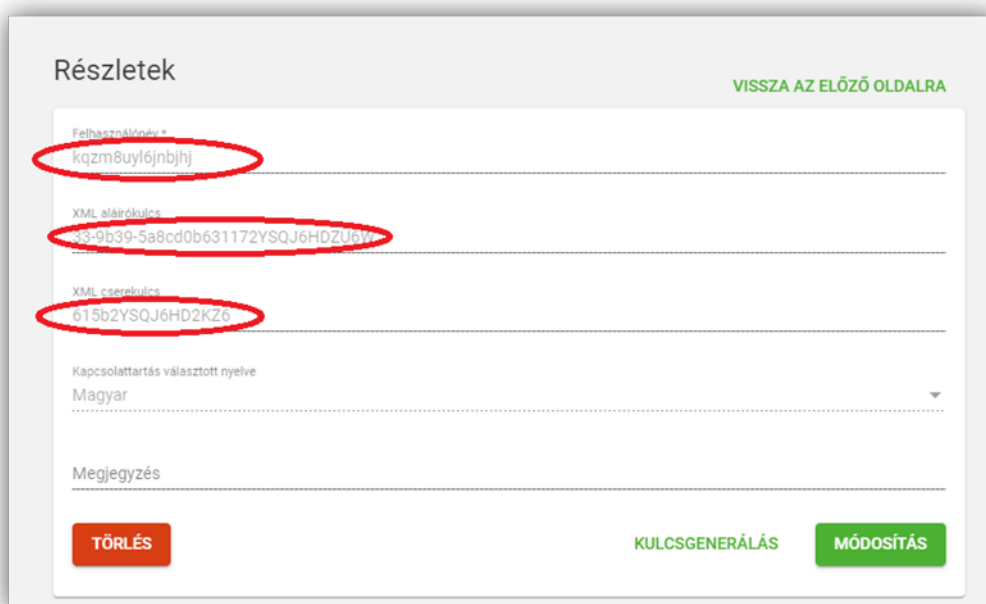 Részletek
VISSZA AZ ELŐZŐ OLDALRA
Felhasználónév *
kqzm8uyl6jnbjhj
XML aláírókulcs
33-9b39-5a8cd0b631172YSQJ6HDZU6W
XML cserekulcs
615b2YSQJ6HD2KZ6
Kapcsolattartás választott nyelve
Magyar
Megjegyzés
TÖRLÉS
KULCSGENERÁLÁS
MÓDOSÍTÁS